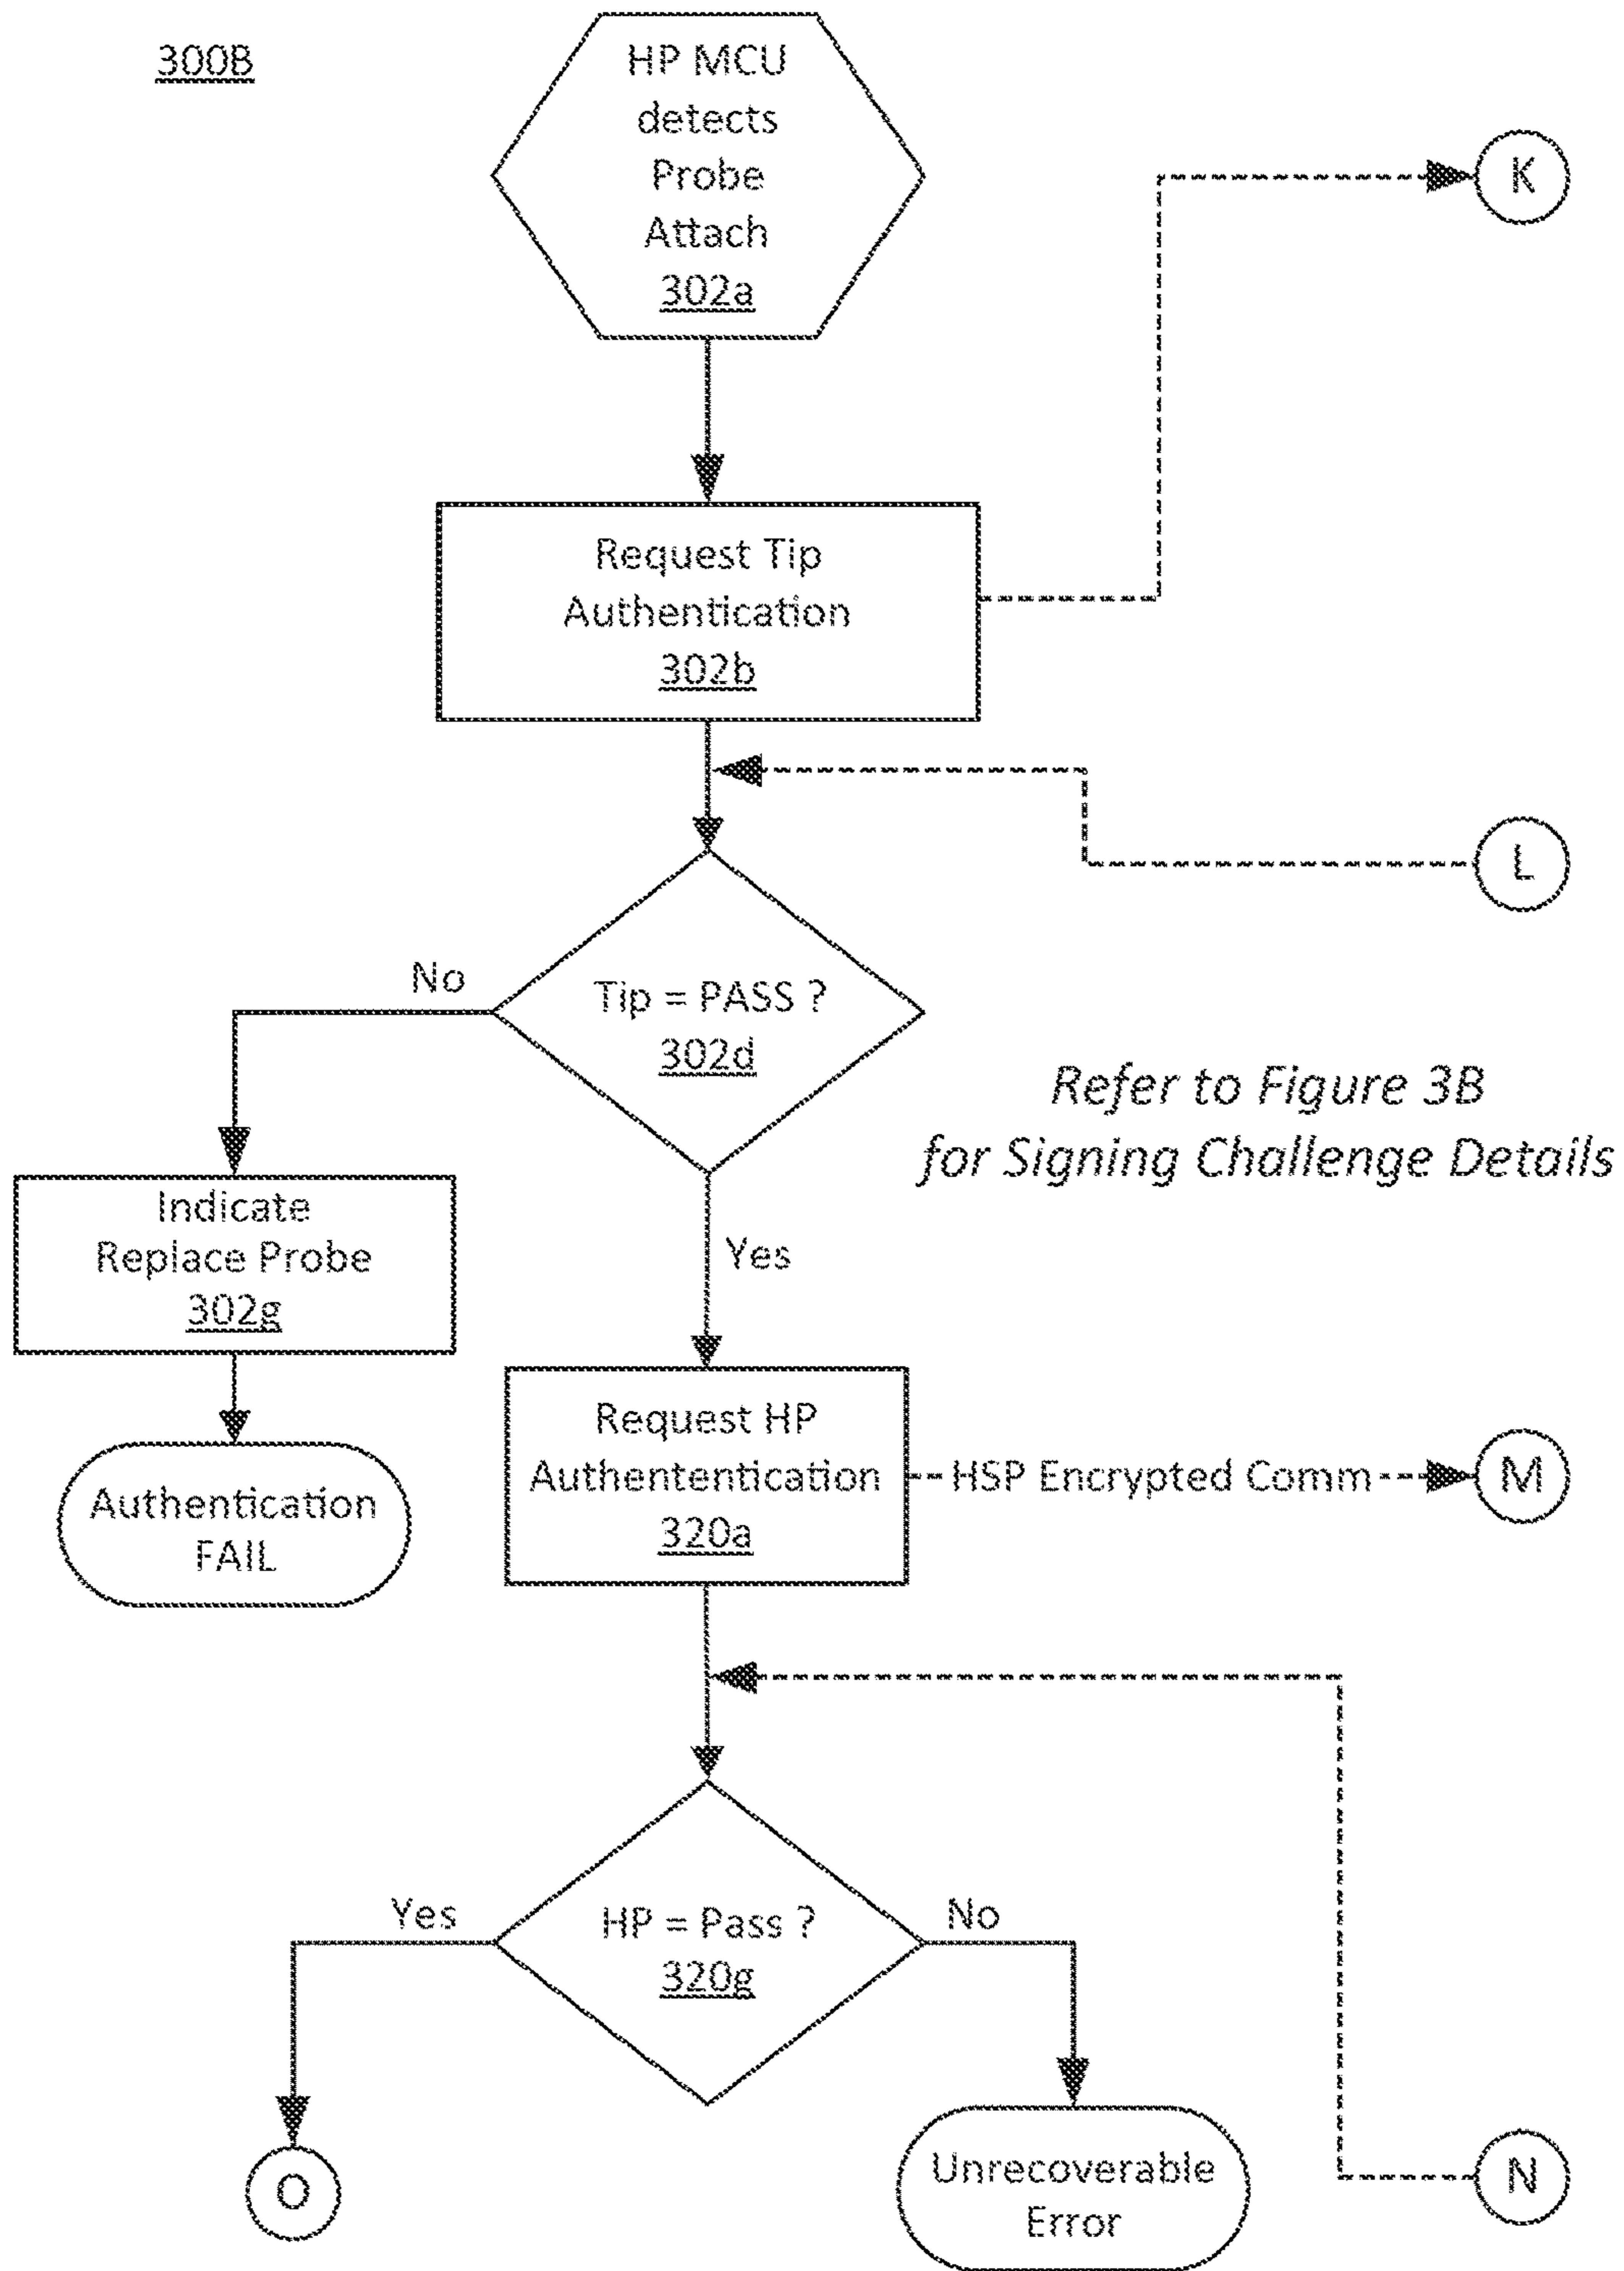 300B
HP MCU
detects
Probe
Attach
302a
K
Request Tip
Authentication
302b
L
No
Tip = PASS ?
302d
Refer to Figure 3B
for Signing Challenge Details
Indicate
Replace Probe
302g
Yes
Authentication
FAIL
Request HP
Authententication
320a
HSP Encrypted Comm
M
Yes
HP = Pass ?
320g
No
O
Unrecoverable
Error
N